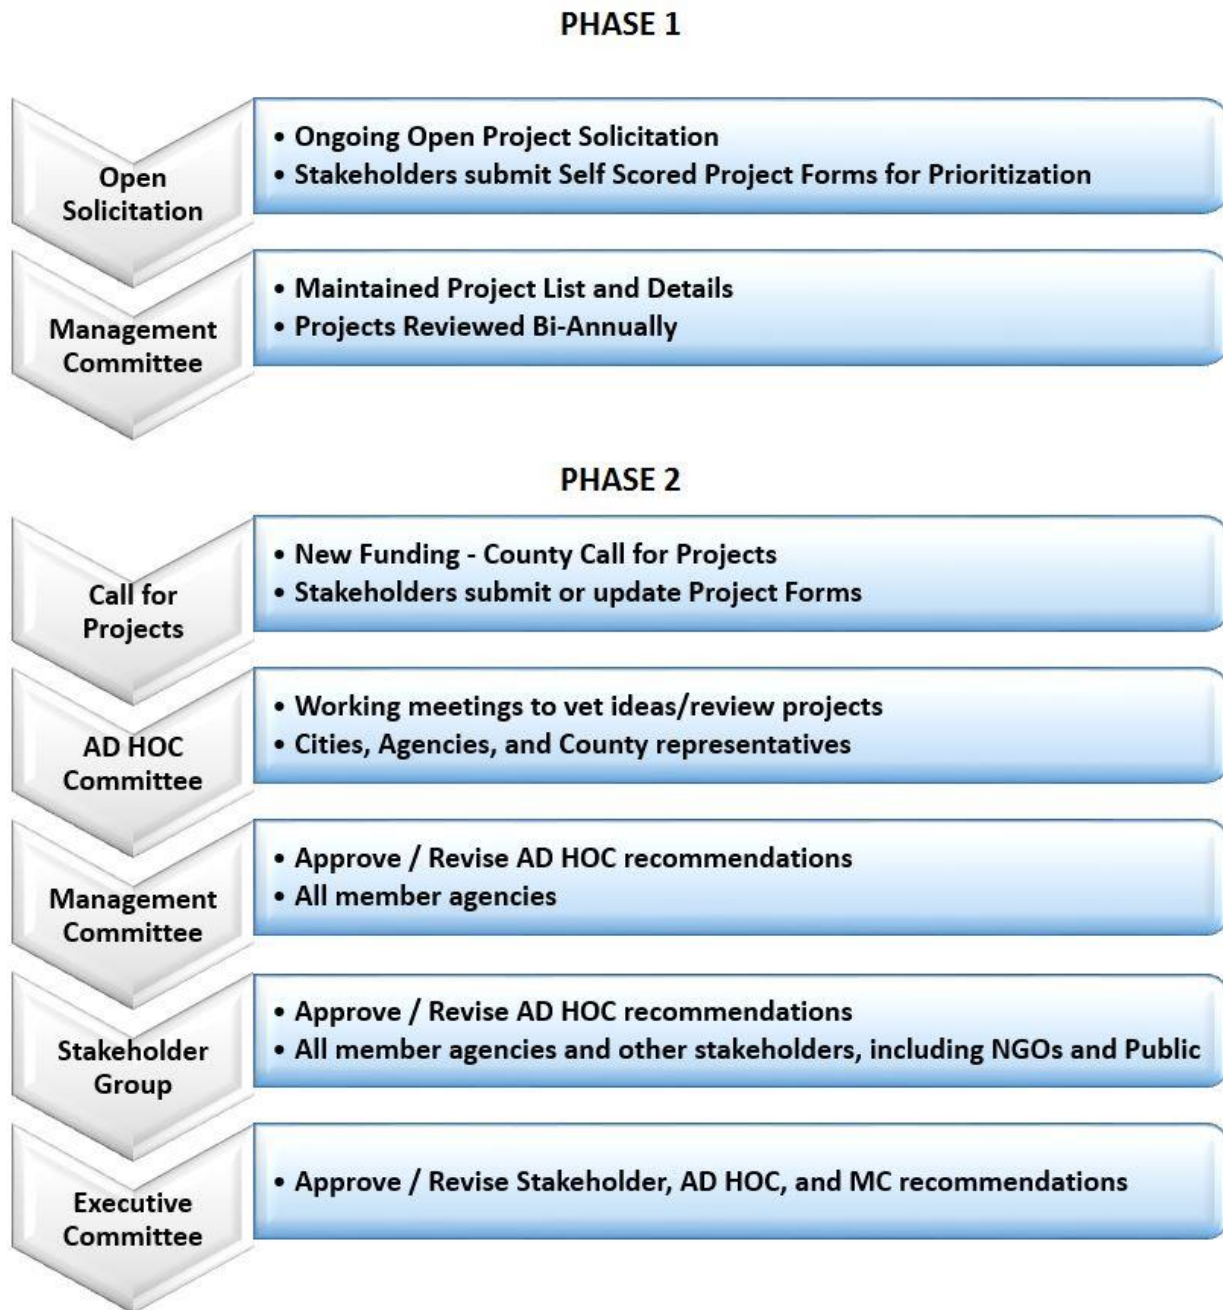 PHASE 1
Open
Solicitation
• Ongoing Open Project Solicitation
• Stakeholders submit Self Scored Project Forms for Prioritization
Management
Committee
• Maintained Project List and Details
• Projects Reviewed Bi-Annually
PHASE 2
Call for
Projects
• New Funding - County Call for Projects
• Stakeholders submit or update Project Forms
AD HOC
Committee
• Working meetings to vet ideas/review projects
• Cities, Agencies, and County representatives
Management
Committee
• Approve / Revise AD HOC recommendations
• All member agencies
Stakeholder
Group
• Approve / Revise AD HOC recommendations
• All member agencies and other stakeholders, including NGOs and Public
Executive
Committee
• Approve / Revise Stakeholder, AD HOC, and MC recommendations